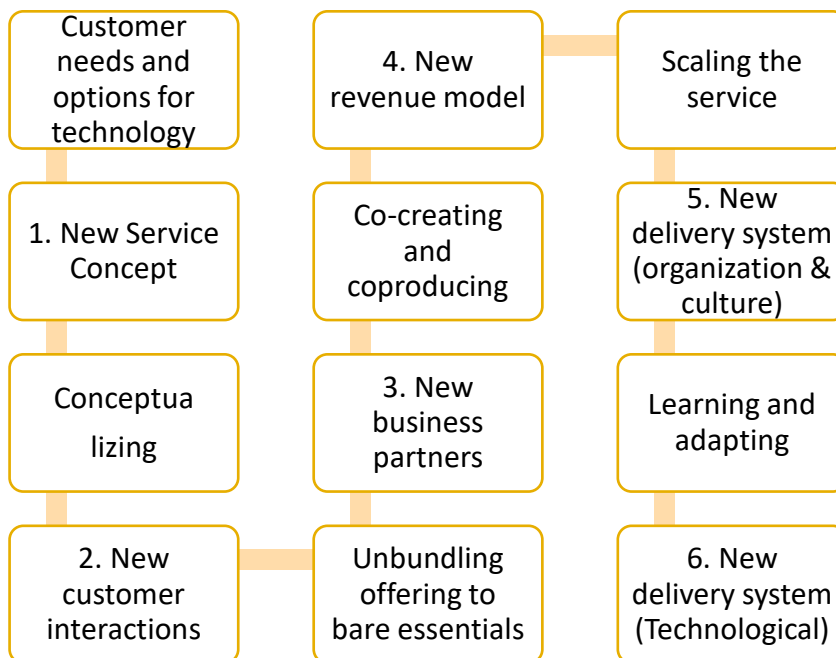 Customer
needs and
options for
technology
1. New Service
Concept
Conceptua
lizing
2. New
customer
interactions
Unbundling
offering to
bare essentials
3. New
business
partners
Co-creating
and
coproducing
4. New
revenue model
Scaling the
service
5. New
delivery system
(organization &
culture)
Learning and
adapting
6. New
delivery system
(Technological)